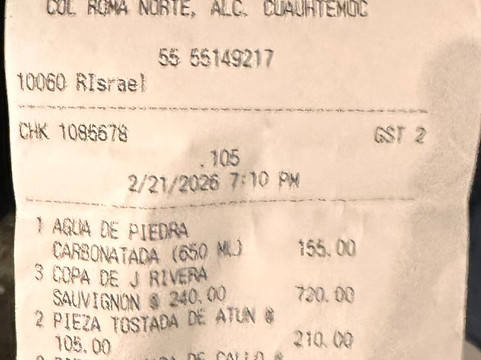 COL ROMA NORTE, ALC. CUAUHTEMOC
55 55149217
10060 RIsrael
CHK 1085678 GST 2
.105
2/21/2026 7:10 PM
1 AGUA DE PIEDRA
CARBONATADA (650 ML) 155.00
3 COPA DE J RIVERA
SAUVIGNON @ 240.00 720.00
2 PIEZA TOSTADA DE ATUN @
105.00 210.00
DE CALLO @